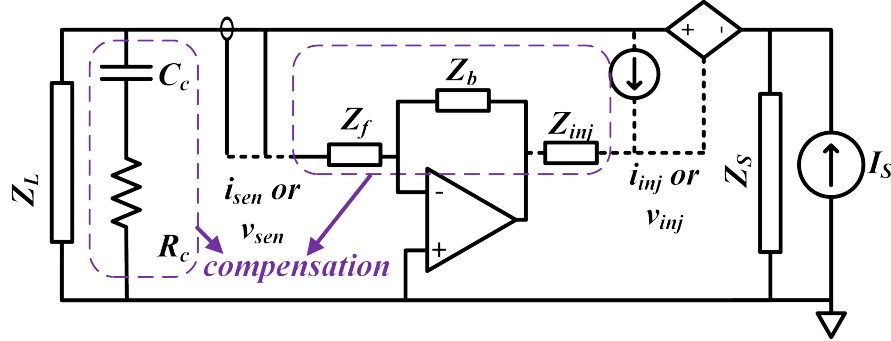 C_c
Z_b
Z_f
Z_inj
Z_L
i_sen or
v_sen
-
+
i_inj or
v_inj
+ -
Z_S
I_S
R_c
compensation